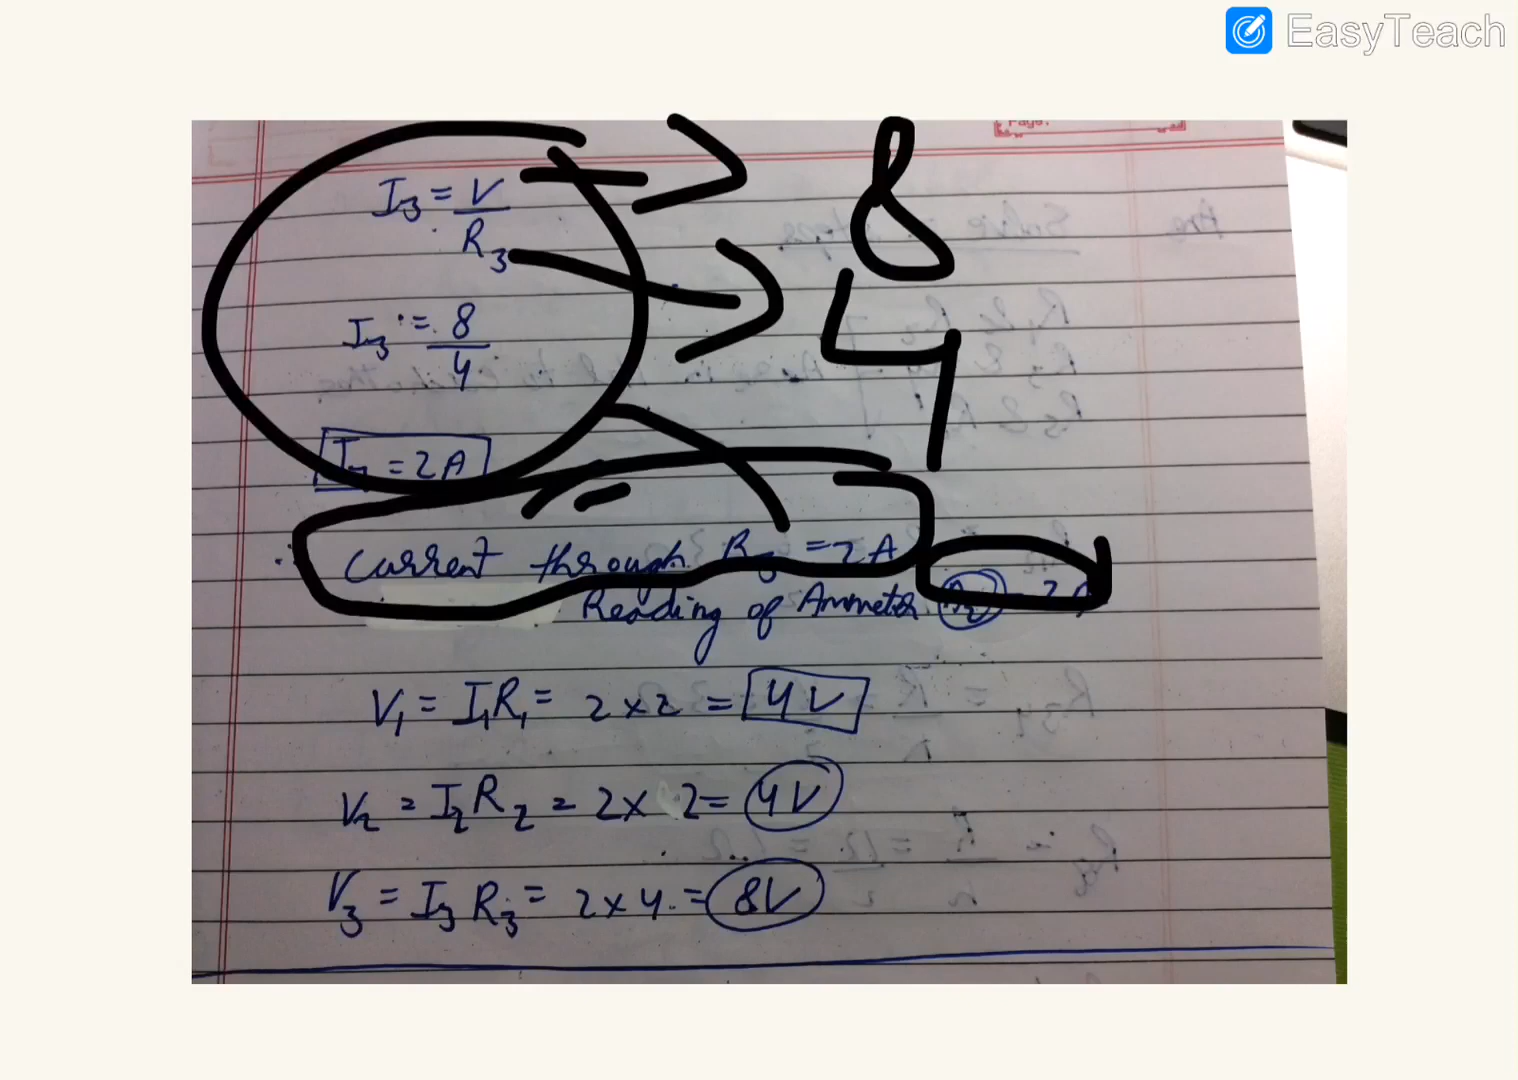 EasyTeach
Page:
I3 = V
R3
8
I3 = 8
4
4
I3 = 2A
∴ Current through R3 = 2A
Reading of Ammeter A2 = 2A
V1 = I1R1 = 2 x 2 = 4V
V2 = I2R2 = 2 x 2 = 4V
V3 = I3R3 = 2 x 4 = 8V